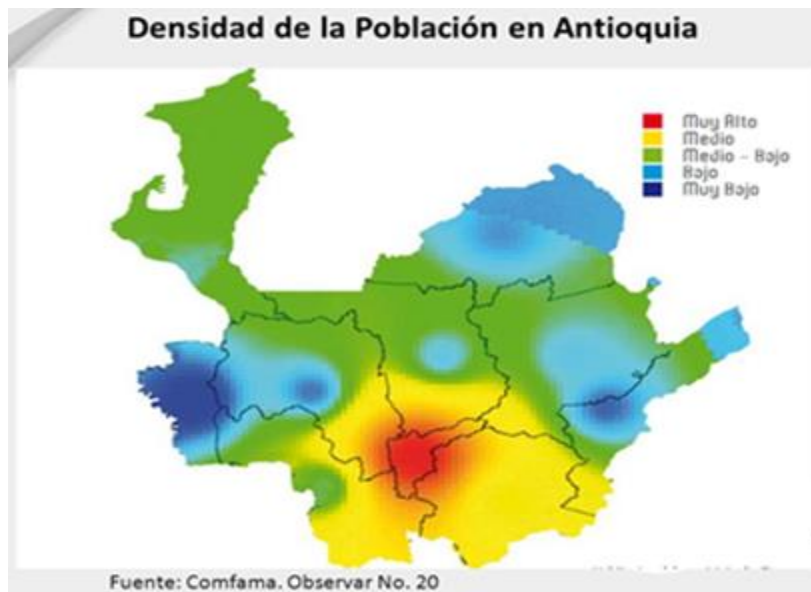 Densidad de la Población en Antioquia
Muy Alto
Medio
Medio - Bajo
Bajo
Muy Bajo
Fuente: Comfama. Observar No. 20